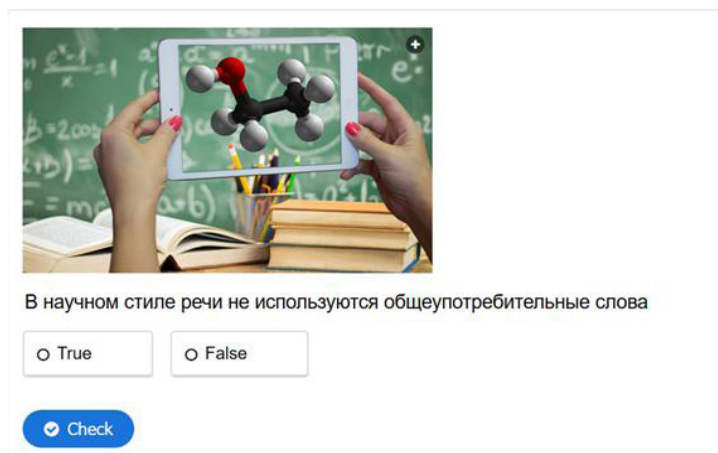 В научном стиле речи не используются общеупотребительные слова
True
False
Check